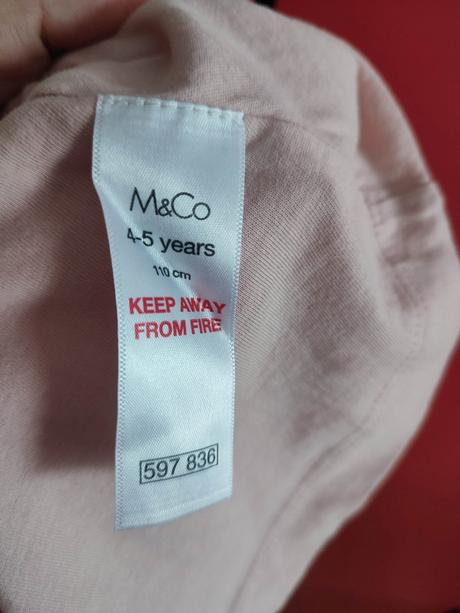 M&Co
4-5 years
110 cm
KEEP AWAY
FROM FIRE
597 836